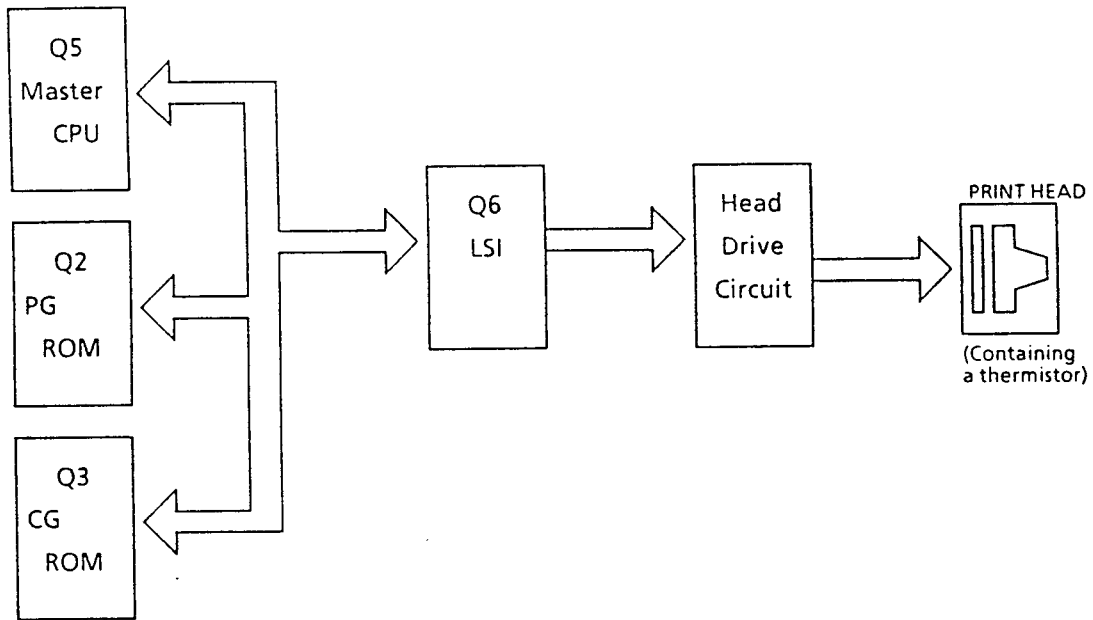 Q5
Master
CPU
Q2
PG
ROM
Q3
CG
ROM
Q6
LSI
Head
Drive
Circuit
PRINT HEAD
(Containing
a thermistor)